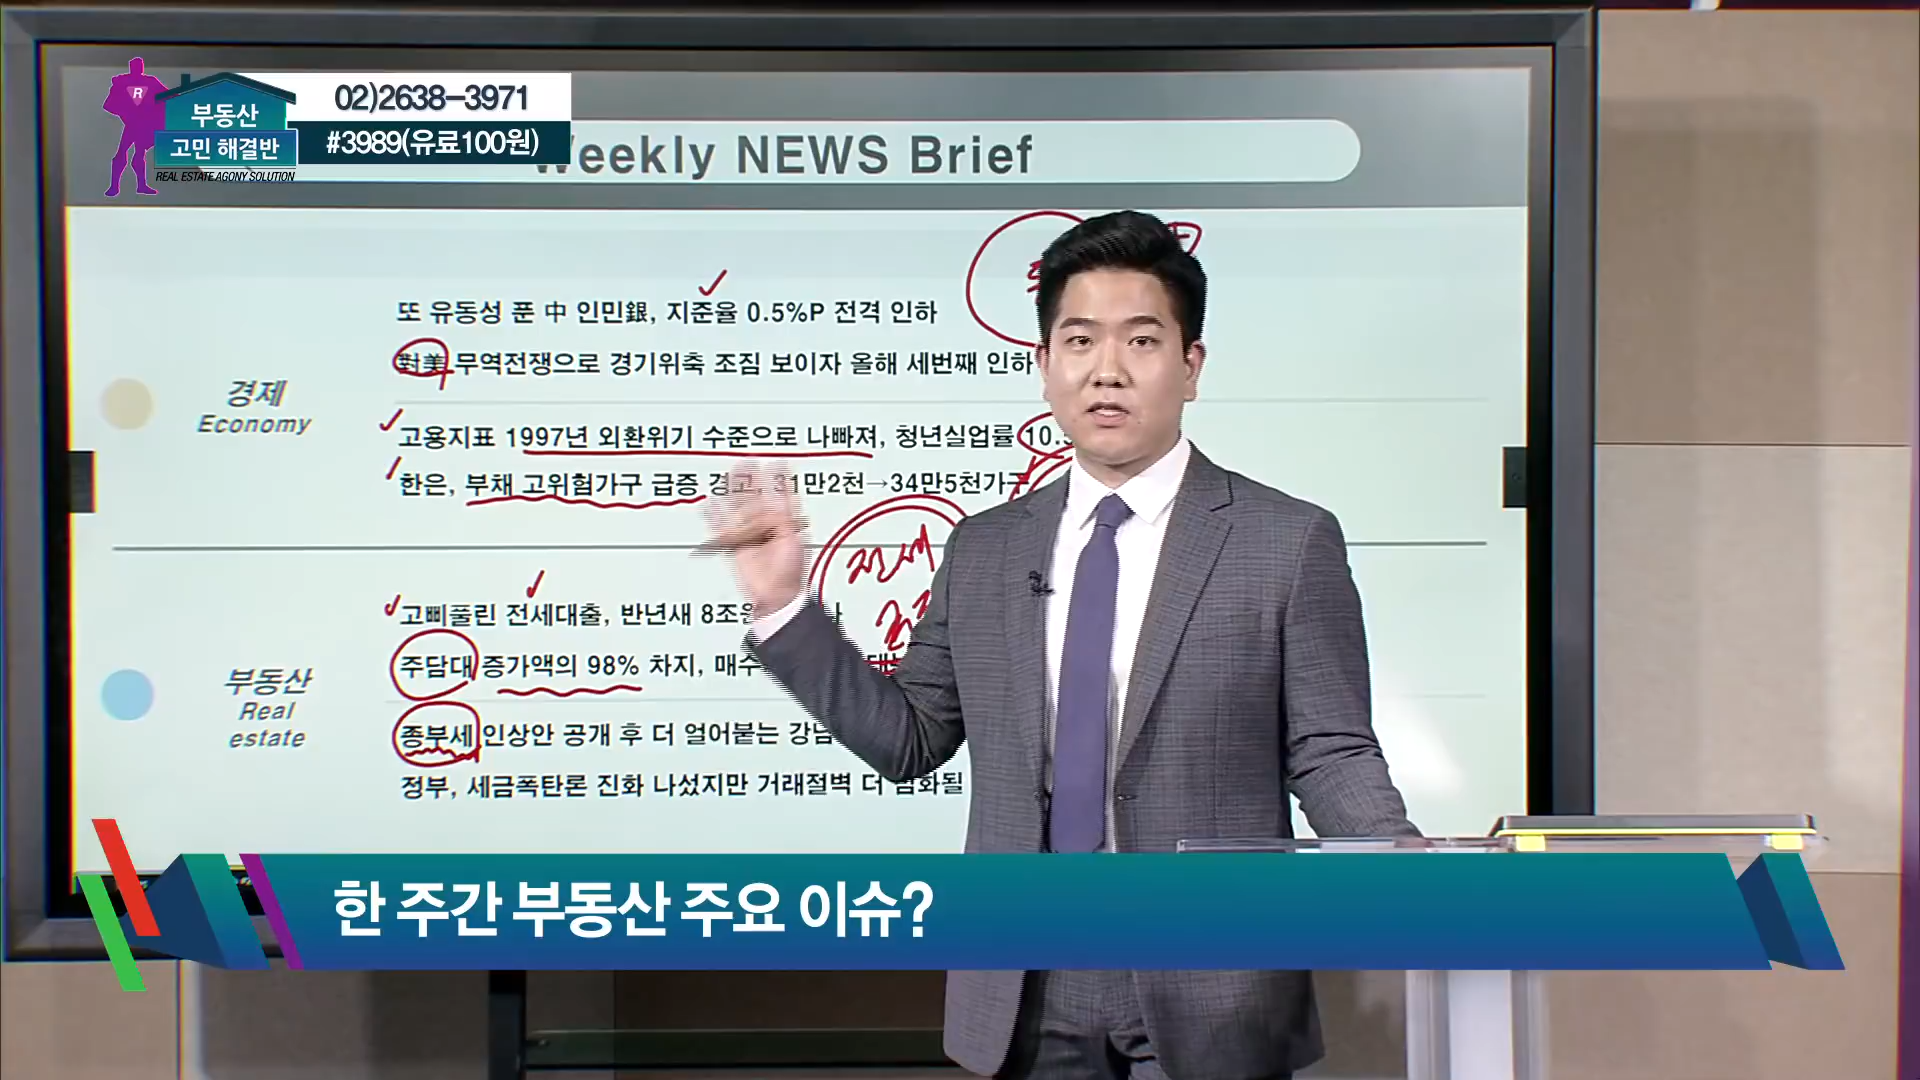 R
부동산
고민 해결반
REAL ESTATE AGONY SOLUTION
02)2638-3971
#3989(유료100원)
Weekly NEWS Brief
경제
Economy
또 유동성 푼 中 인민銀, 지준율 0.5%P 전격 인하
對美 무역전쟁으로 경기위축 조짐 보이자 올해 세번째 인하
고용지표 1997년 외환위기 수준으로 나빠져, 청년실업률 10.
한은, 부채 고위험가구 급증 경고, 31만2천→34만5천가구
전세
부동산
Real
estate
고삐풀린 전세대출, 반년새
주담대 증가액의 98% 차지,
종부세 인상안 공개 후 더 얼어붙는 강남
정부, 세금폭탄론 진화 나섰지만 거래절벽 더
한 주간 부동산 주요 이슈?